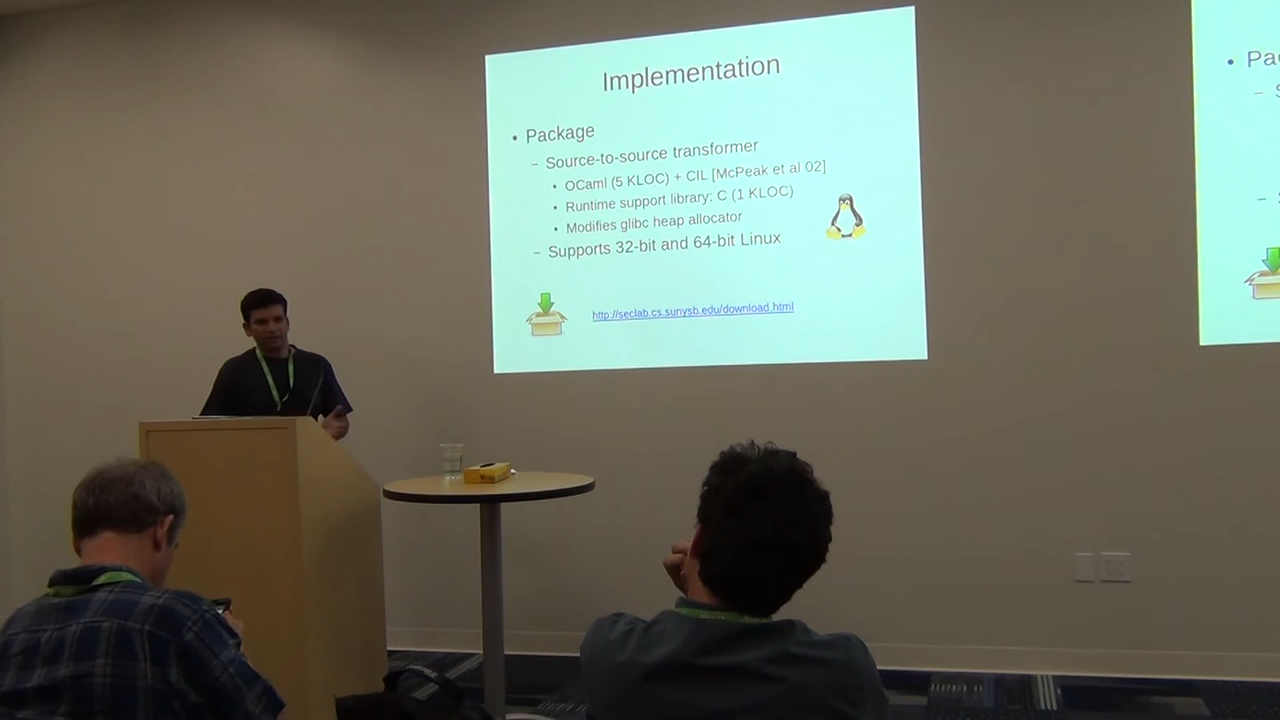 Implementation
• Package
– Source-to-source transformer
• OCaml (5 KLOC) + CIL [McPeak et al 02]
• Runtime support library: C (1 KLOC)
• Modifies glibc heap allocator
– Supports 32-bit and 64-bit Linux
http://seclab.cs.sunysb.edu/download.html
• Pa
– S